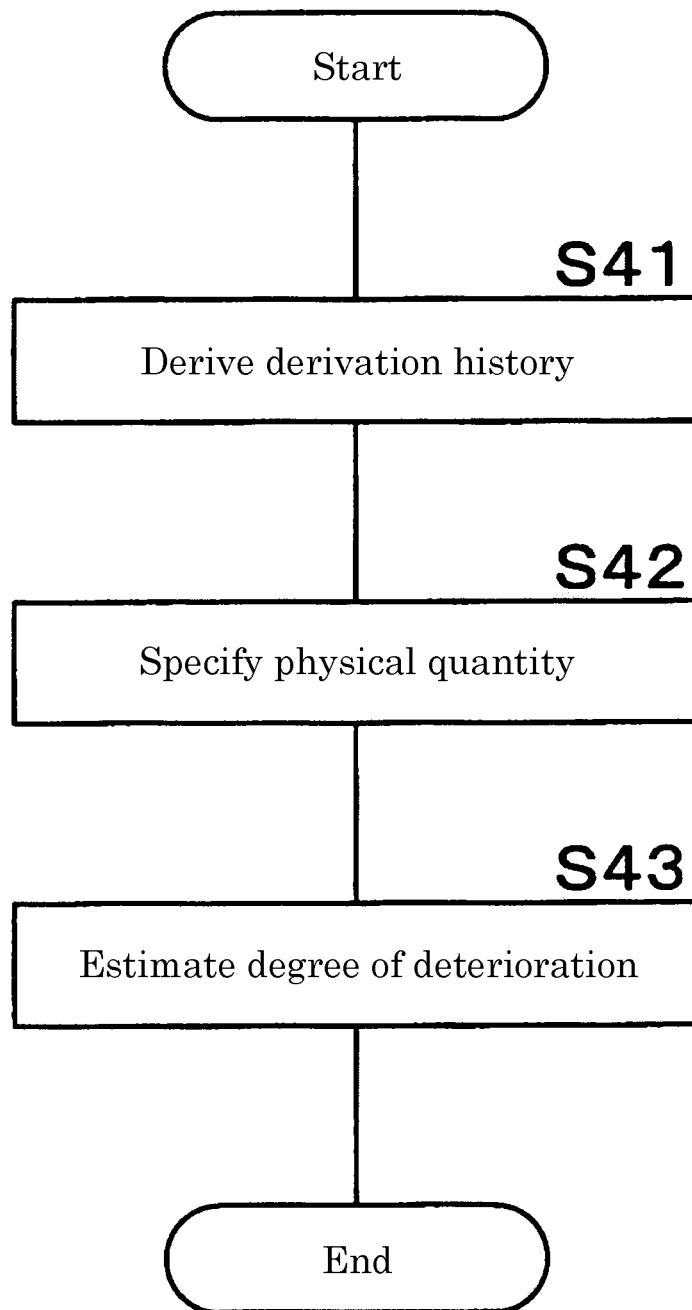 Start
S41
Derive derivation history
S42
Specify physical quantity
S43
Estimate degree of deterioration
End